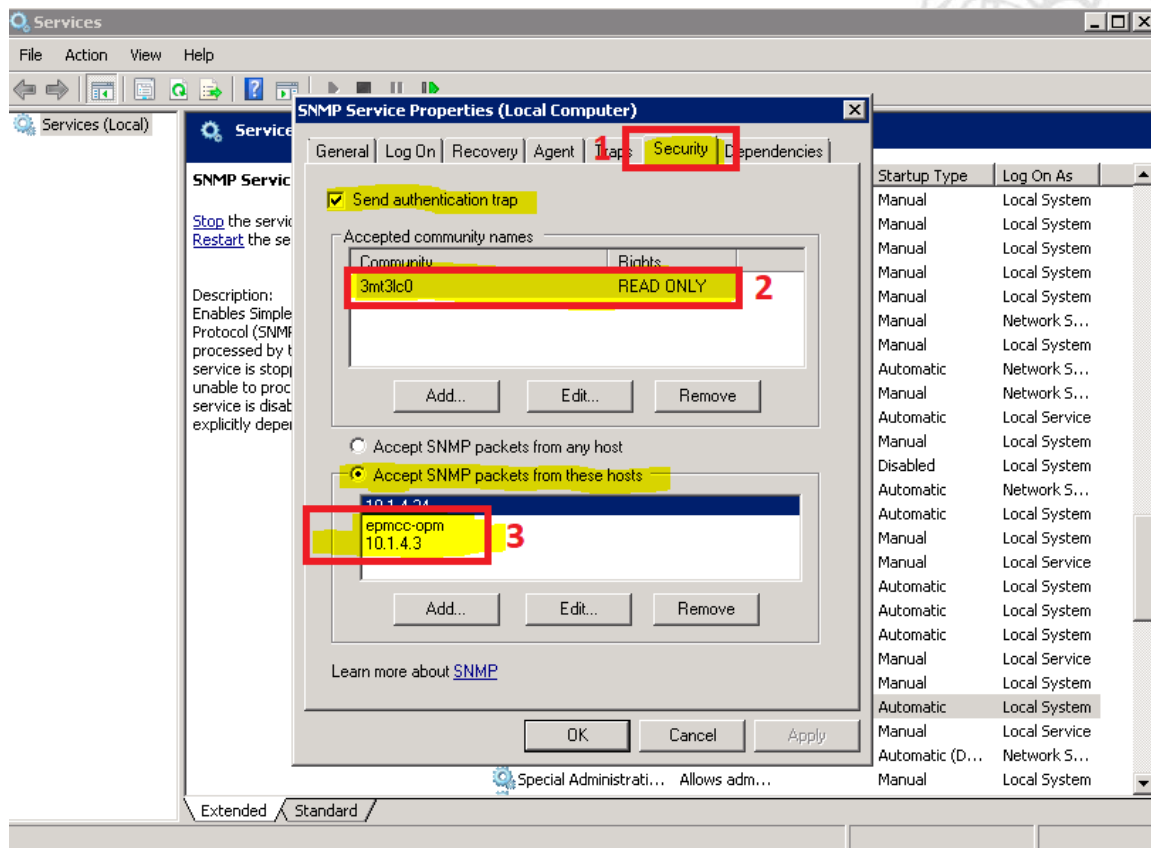 Services
File Action View Help
Services (Local)
Service
SNMP Servic
Stop the servic
Restart the se
Description:
Enables Simple
Protocol (SNMP
processed by t
service is stopp
unable to proc
service is disab
explicitly depen
SNMP Service Properties (Local Computer)
General Log On Recovery Agent Traps Security Dependencies
1
Send authentication trap
Accepted community names
Community Rights
3mt3lc0 READ ONLY
2
Add... Edit... Remove
Accept SNMP packets from any host
Accept SNMP packets from these hosts
10.1.4.24
epmcc-opm
10.1.4.3
3
Add... Edit... Remove
Learn more about SNMP
OK Cancel Apply
Startup Type Log On As
Manual Local System
Manual Local System
Manual Local System
Manual Local System
Manual Local System
Manual Network S...
Manual Local System
Automatic Network S...
Manual Network S...
Automatic Local Service
Manual Local System
Disabled Local System
Automatic Network S...
Automatic Local System
Manual Local System
Manual Local Service
Automatic Local System
Automatic Local System
Automatic Local System
Manual Local Service
Manual Local System
Automatic Local System
Manual Local Service
Automatic (D... Network S...
Special Administrati... Allows adm... Manual Local System
Extended Standard